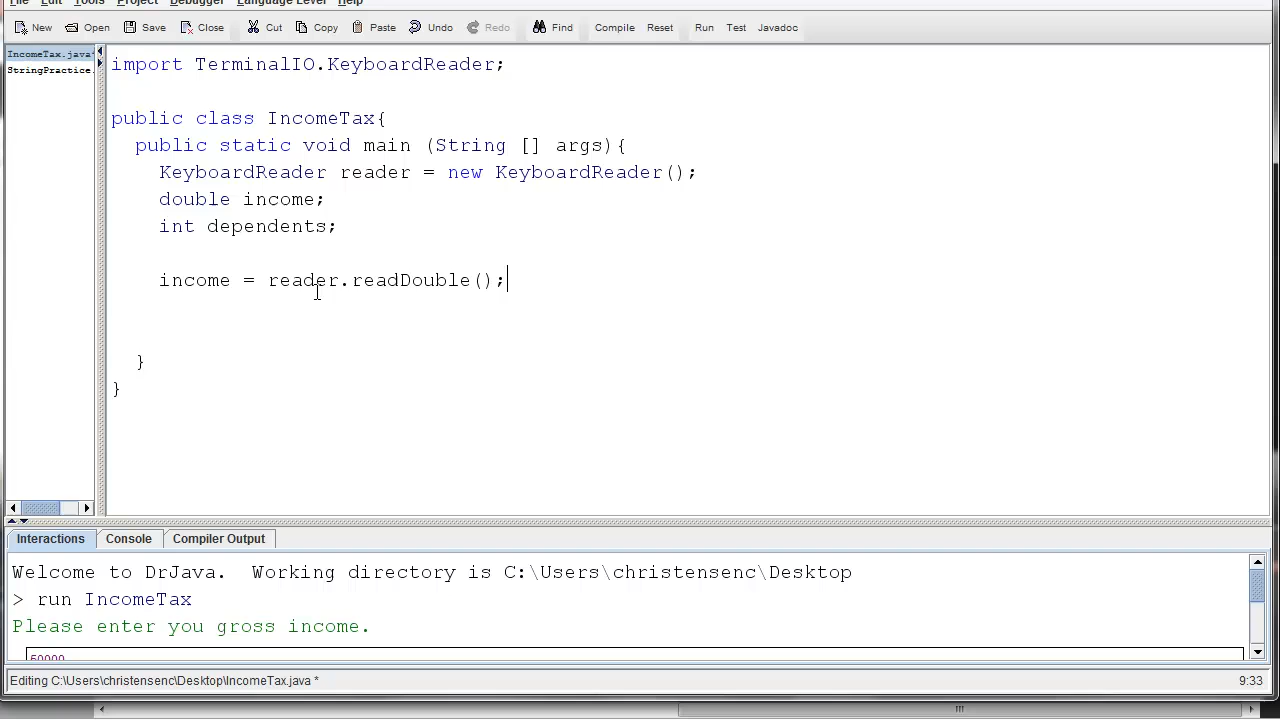 File Edit Tools Project Debugger Language Level Help
New Open Save Close Cut Copy Paste Undo Redo Find Compile Reset Run Test Javadoc
IncomeTax.java*
StringPractice.
import TerminalIO.KeyboardReader;
public class IncomeTax{
public static void main (String [] args){
KeyboardReader reader = new KeyboardReader();
double income;
int dependents;
income = reader.readDouble();
}
}
Interactions Console Compiler Output
Welcome to DrJava.  Working directory is C:\Users\christensenc\Desktop
> run IncomeTax
Please enter you gross income.
50000
Editing C:\Users\christensenc\Desktop\IncomeTax.java * 9:33